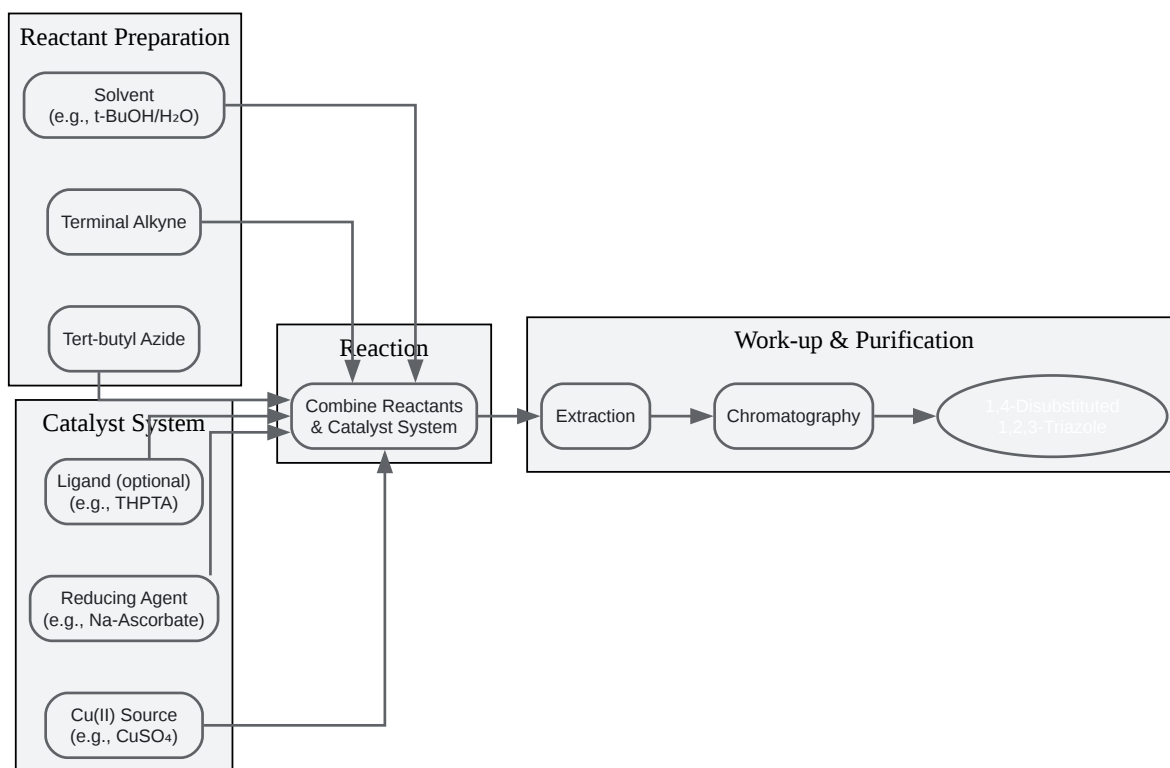 Reactant Preparation
Solvent
(e.g., t-BuOH/H₂O)
Terminal Alkyne
Tert-butyl Azide
Catalyst System
Ligand (optional)
(e.g., THPTA)
Reducing Agent
(e.g., Na-Ascorbate)
Cu(II) Source
(e.g., CuSO₄)
Reaction
Combine Reactants
& Catalyst System
Work-up & Purification
Extraction
Chromatography
1,4-Disubstituted
1,2,3-Triazole